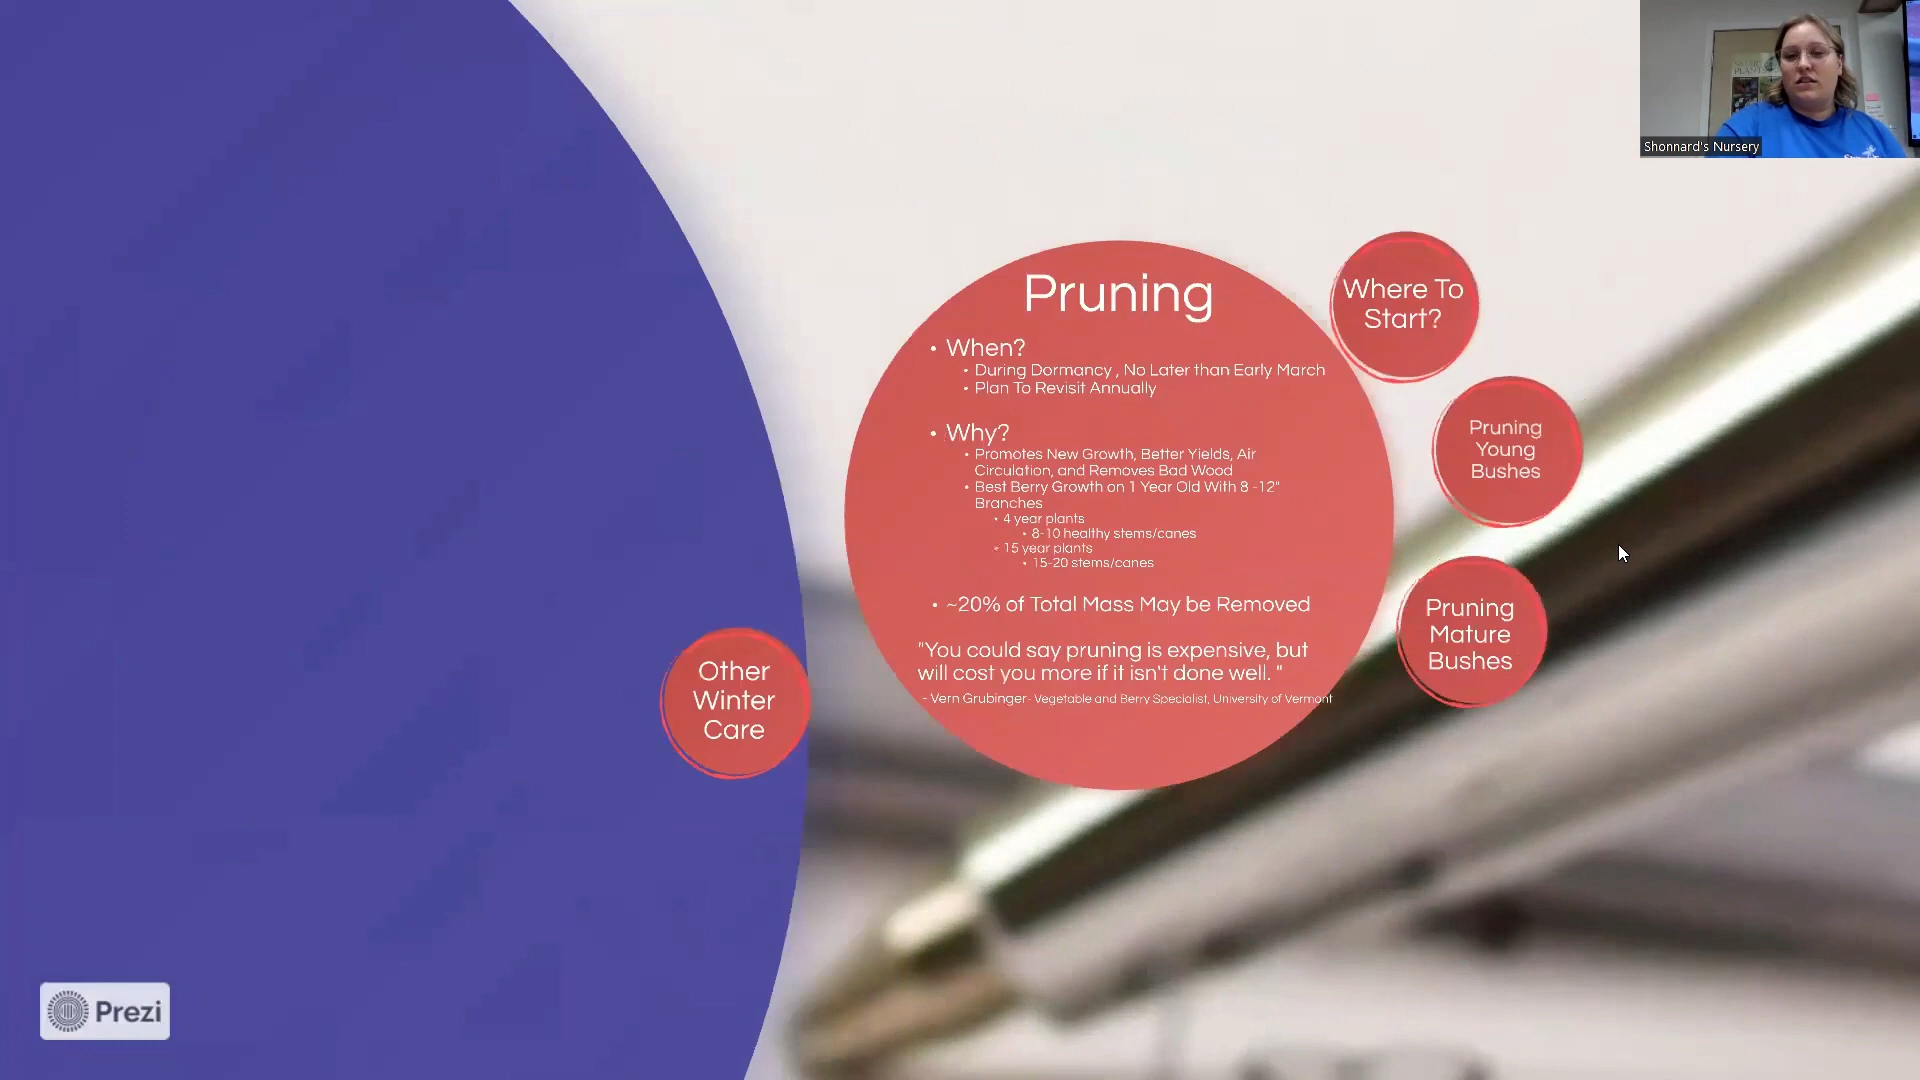 Shonnard's Nursery
Pruning
• When?
• During Dormancy , No Later than Early March
• Plan To Revisit Annually
• Why?
• Promotes New Growth, Better Yields, Air
Circulation, and Removes Bad Wood
• Best Berry Growth on 1 Year Old With 8 -12"
Branches
• 4 year plants
• 8-10 healthy stems/canes
• 15 year plants
• 15-20 stems/canes
• ~20% of Total Mass May be Removed
"You could say pruning is expensive, but
will cost you more if it isn't done well. "
- Vern Grubinger- Vegetable and Berry Specialist, University of Vermont
Where To
Start?
Pruning
Young
Bushes
Pruning
Mature
Bushes
Other
Winter
Care
Prezi